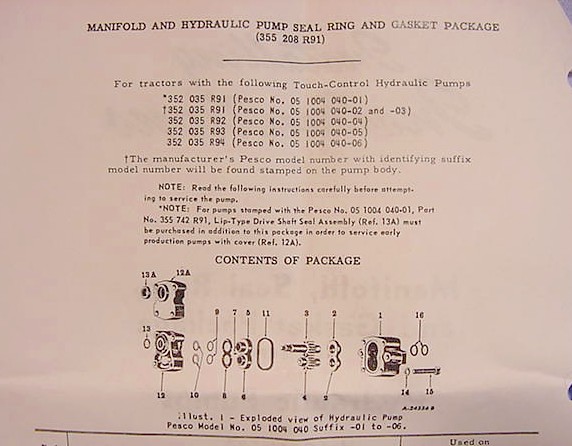 MANIFOLD AND HYDRAULIC PUMP SEAL RING AND GASKET PACKAGE
(355 208 R91)
For tractors with the following Touch-Control Hydraulic Pumps
*352 035 R91 (Pesco No. 05 1004 040-01)
†352 035 R91 (Pesco No. 05 1004 040-02 and -03)
352 035 R92 (Pesco No. 05 1004 040-04)
352 035 R93 (Pesco No. 05 1004 040-05)
352 035 R94 (Pesco No. 05 1004 040-06)
†The manufacturer's Pesco model number with identifying suffix
model number will be found stamped on the pump body.
NOTE: Read the following instructions carefully before attempt-
ing to service the pump.
*NOTE: For pumps stamped with the Pesco No. 05 1004 040-01, Part
No. 355 742 R91, Lip-Type Drive Shaft Seal Assembly (Ref. 13A) must
be purchased in addition to this package in order to service early
production pumps with cover (Ref. 12A).
CONTENTS OF PACKAGE
13A 12A
13 9 7 5 11 3 2 1 16
12 10 8 6 4 2 14 15
A-24334 B
Illust. 1 - Exploded view of Hydraulic Pump
Pesco Model No. 05 1004 040 Suffix -01 to -06.
Used on